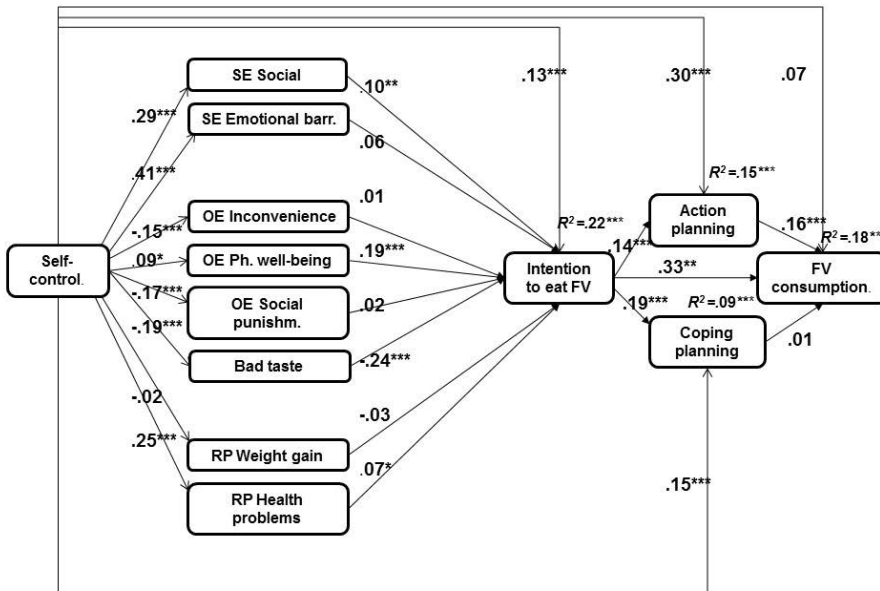 SE Social
.10**
.13***
.30***
.07
.29***
SE Emotional barr.
.06
.41***
R²=.15***
.01
-.15***
OE Inconvenience
R²=.22***
Action
planning
.16***
R²=.18**
Self-
control.
.09*
OE Ph. well-being
.19***
Intention
to eat FV
.14***
.33**
FV
consumption.
-.17***
OE Social
punishm.
.02
.19***
R²=.09***
-.19***
Bad taste
-.24***
Coping
planning
.01
-.02
-.03
RP Weight gain
.25***
.07*
RP Health
problems
.15***